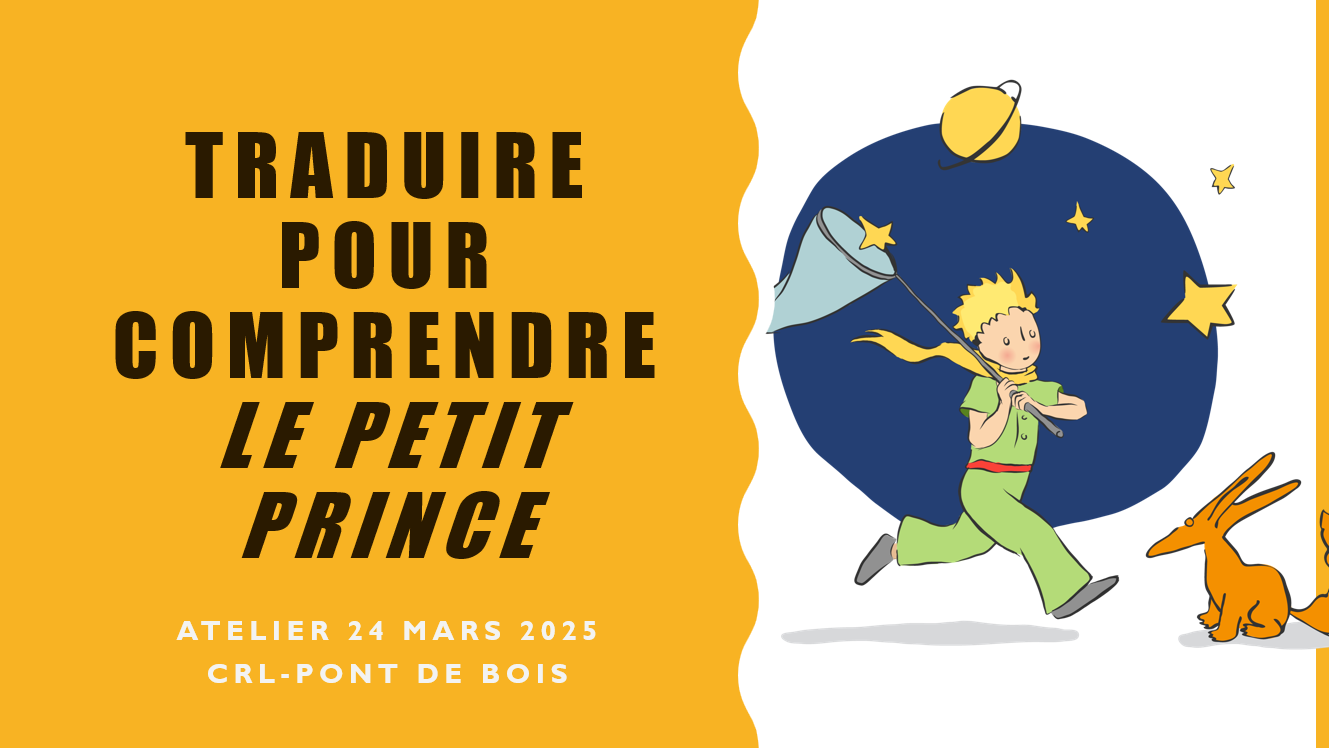 TRADUIRE
POUR
COMPRENDRE
LE PETIT
PRINCE
ATELIER 24 MARS 2025
CRL-PONT DE BOIS